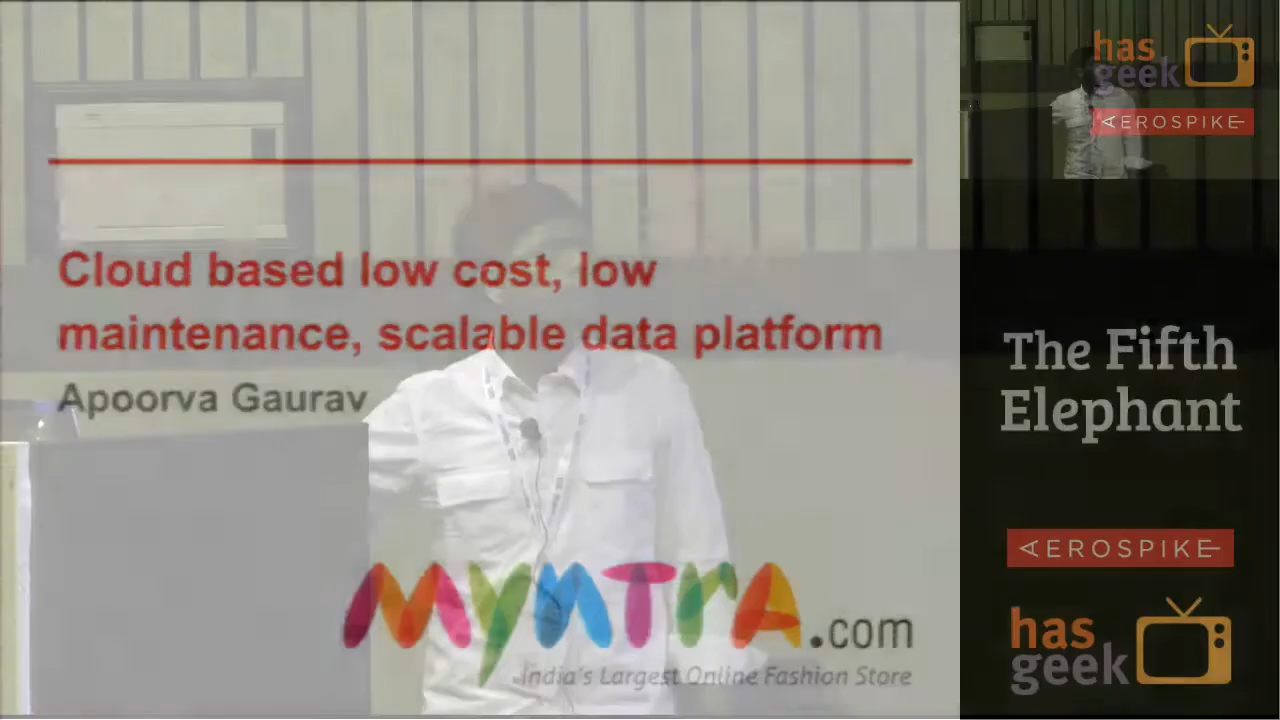 Cloud based low cost, low
maintenance, scalable data platform
Apoorva Gaurav
myntra.com
India's Largest Online Fashion Store
has
geek
AEROSPIKE
The Fifth
Elephant
AEROSPIKE
has
geek